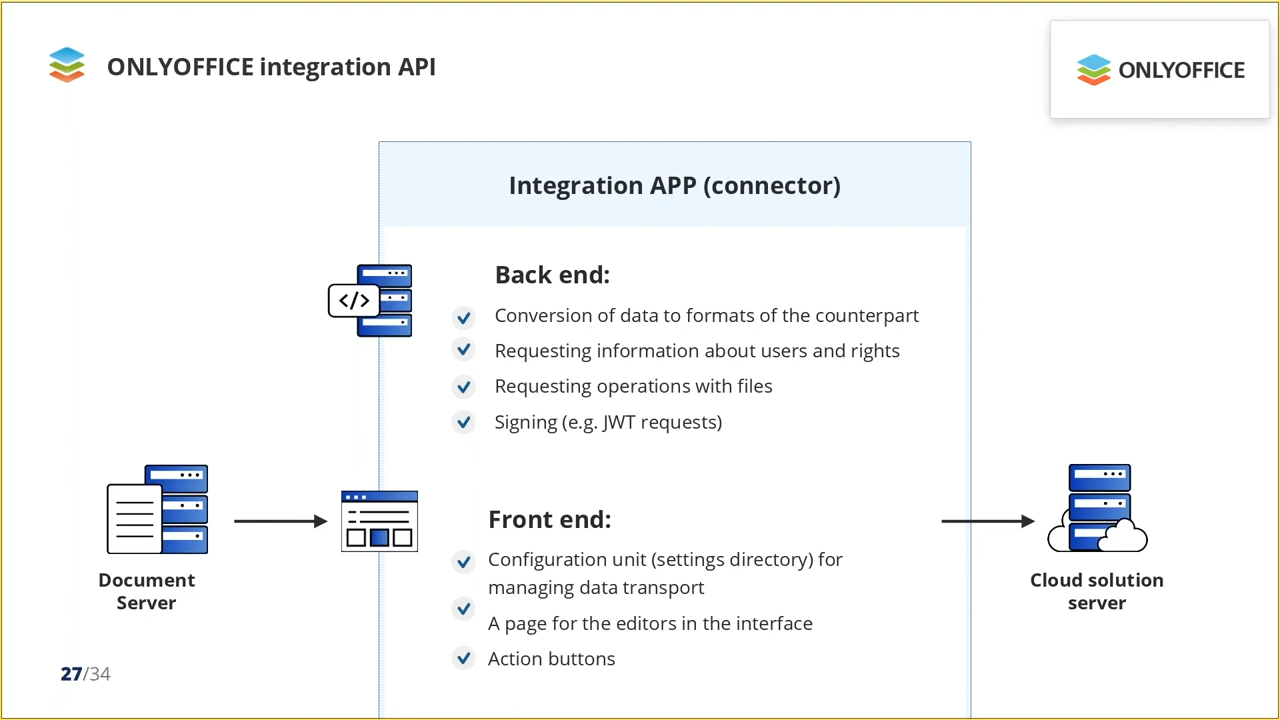 ONLYOFFICE integration API
ONLYOFFICE
Integration APP (connector)
Back end:
</>
Conversion of data to formats of the counterpart
Requesting information about users and rights
Requesting operations with files
Signing (e.g. JWT requests)
Front end:
Configuration unit (settings directory) for
managing data transport
A page for the editors in the interface
Action buttons
Document
Server
Cloud solution
server
27/34